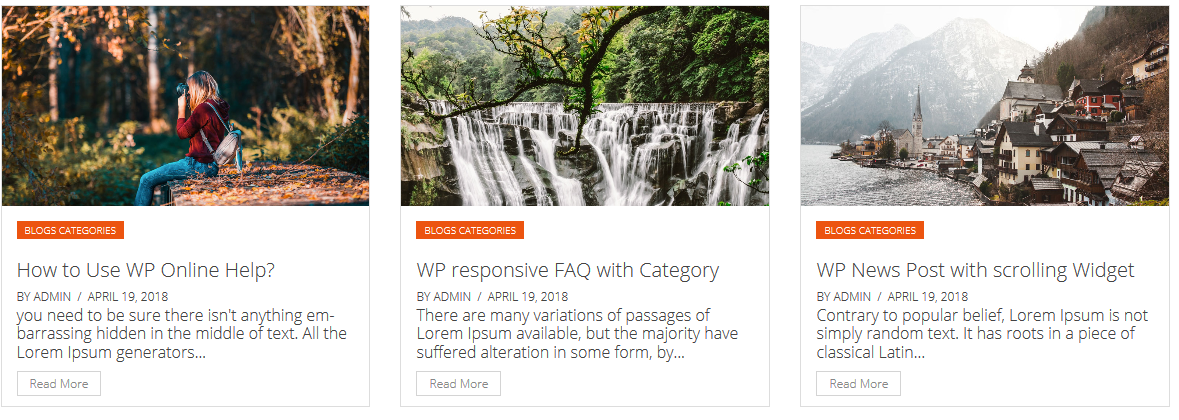 BLOGS CATEGORIES
How to Use WP Online Help?
BY ADMIN / APRIL 19, 2018
you need to be sure there isn't anything em-
barrassing hidden in the middle of text. All the
Lorem Ipsum generators...
Read More
BLOGS CATEGORIES
WP responsive FAQ with Category
BY ADMIN / APRIL 19, 2018
There are many variations of passages of
Lorem Ipsum available, but the majority have
suffered alteration in some form, by...
Read More
BLOGS CATEGORIES
WP News Post with scrolling Widget
BY ADMIN / APRIL 19, 2018
Contrary to popular belief, Lorem Ipsum is not
simply random text. It has roots in a piece of
classical Latin...
Read More